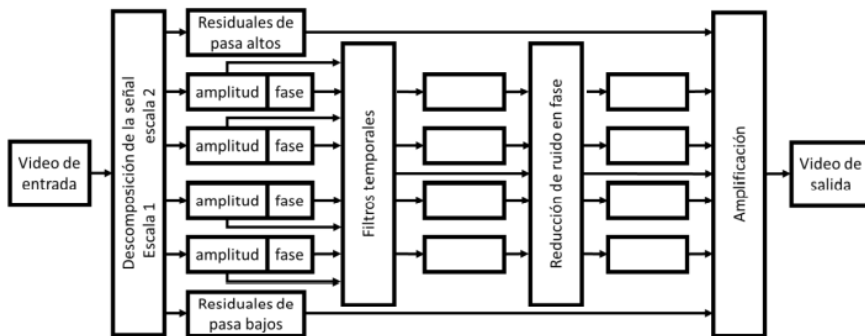 Video de
entrada
Descomposición de la señal
Escala 1
escala 2
Residuales de
pasa altos
amplitud fase
amplitud fase
amplitud fase
amplitud fase
Residuales de
pasa bajos
Filtros temporales
Reducción de ruido en fase
Amplificación
Video de
salida